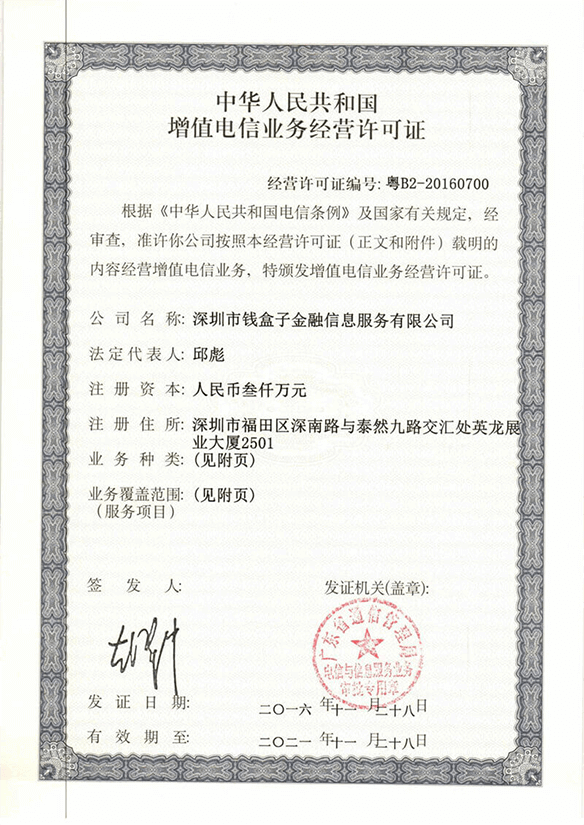 中华人民共和国
增值电信业务经营许可证
经营许可证编号: 粤B2-20160700
根据《中华人民共和国电信条例》及国家有关规定，经
审查，准许你公司按照本经营许可证（正文和附件）载明的
内容经营增值电信业务，特颁发增值电信业务经营许可证。
公司名称: 深圳市钱盒子金融信息服务有限公司
法定代表人: 邱彪
注册资本: 人民币叁仟万元
注册住所: 深圳市福田区深南路与泰然九路交汇处英龙展
业大厦2501
业务种类: (见附页)
业务覆盖范围: (见附页)
（服务项目）
签发人:
发证机关(盖章):
广东省通信管理局
电信与信息服务业务
审核专用章
发证日期: 二〇一六年十一月二十八日
有效期至: 二〇二一年十一月二十八日